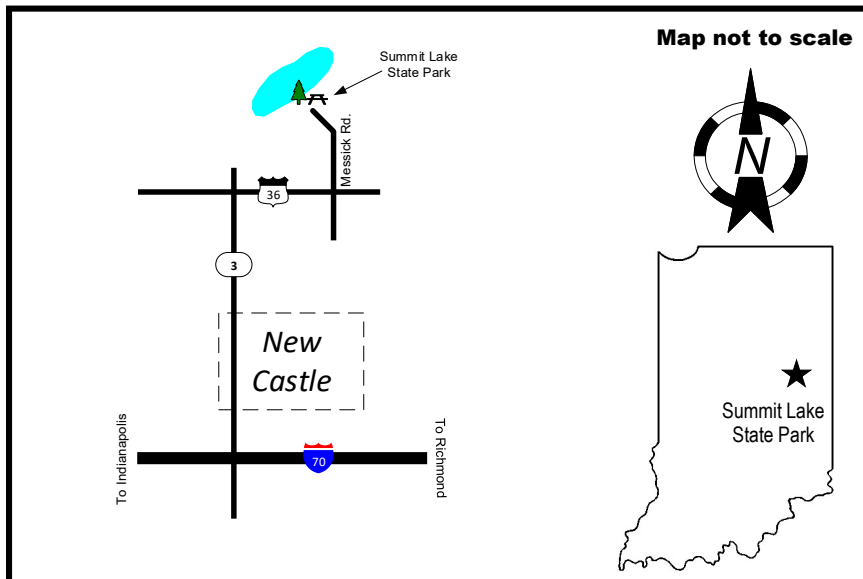 Map not to scale
Summit Lake
State Park
Messick Rd.
N
36
3
New
Castle
To Indianapolis
To Richmond
70
Summit Lake
State Park